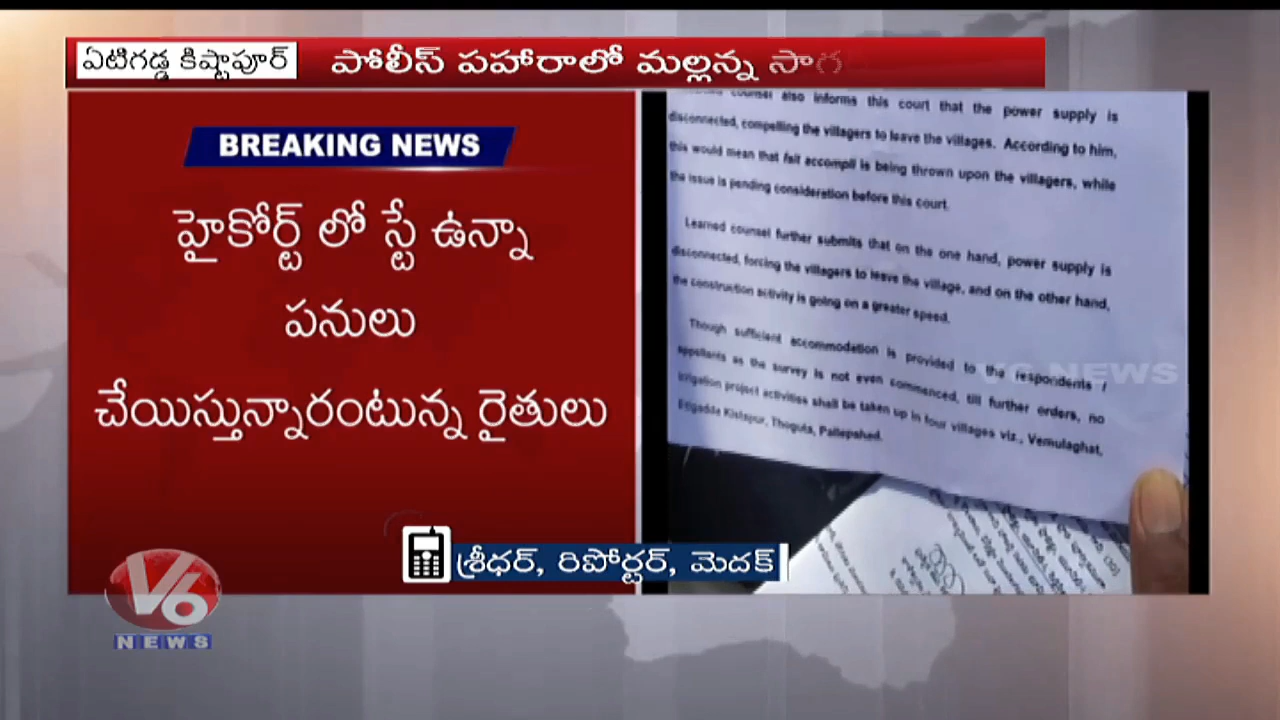 ఏటిగడ్డ కిష్టాపూర్
పోలీస్ పహారాలో మల్లన్న సాగ
BREAKING NEWS
హైకోర్ట్ లో స్టే ఉన్నా
పనులు
చేయిస్తున్నారంటున్న రైతులు
శ్రీధర్, రిపోర్టర్, మెదక్
V6
NEWS
counsel also informs this court that the power supply is
disconnected, compelling the villagers to leave the villages. According to him,
this would mean that fait accompli is being thrown upon the villagers, while
the issue is pending consideration before this court.
Learned counsel further submits that on the one hand, power supply is
disconnected, forcing the villagers to leave the village, and on the other hand,
the construction activity is going on a greater speed.
Though sufficient accommodation is provided to the respondents /
appellants as the survey is not even commenced, till further orders, no
irrigation project activities shall be taken up in four villages viz., Vemulaghat,
Etigadda Kistapur, Thoguta, Pallepahad.
V6 NEWS